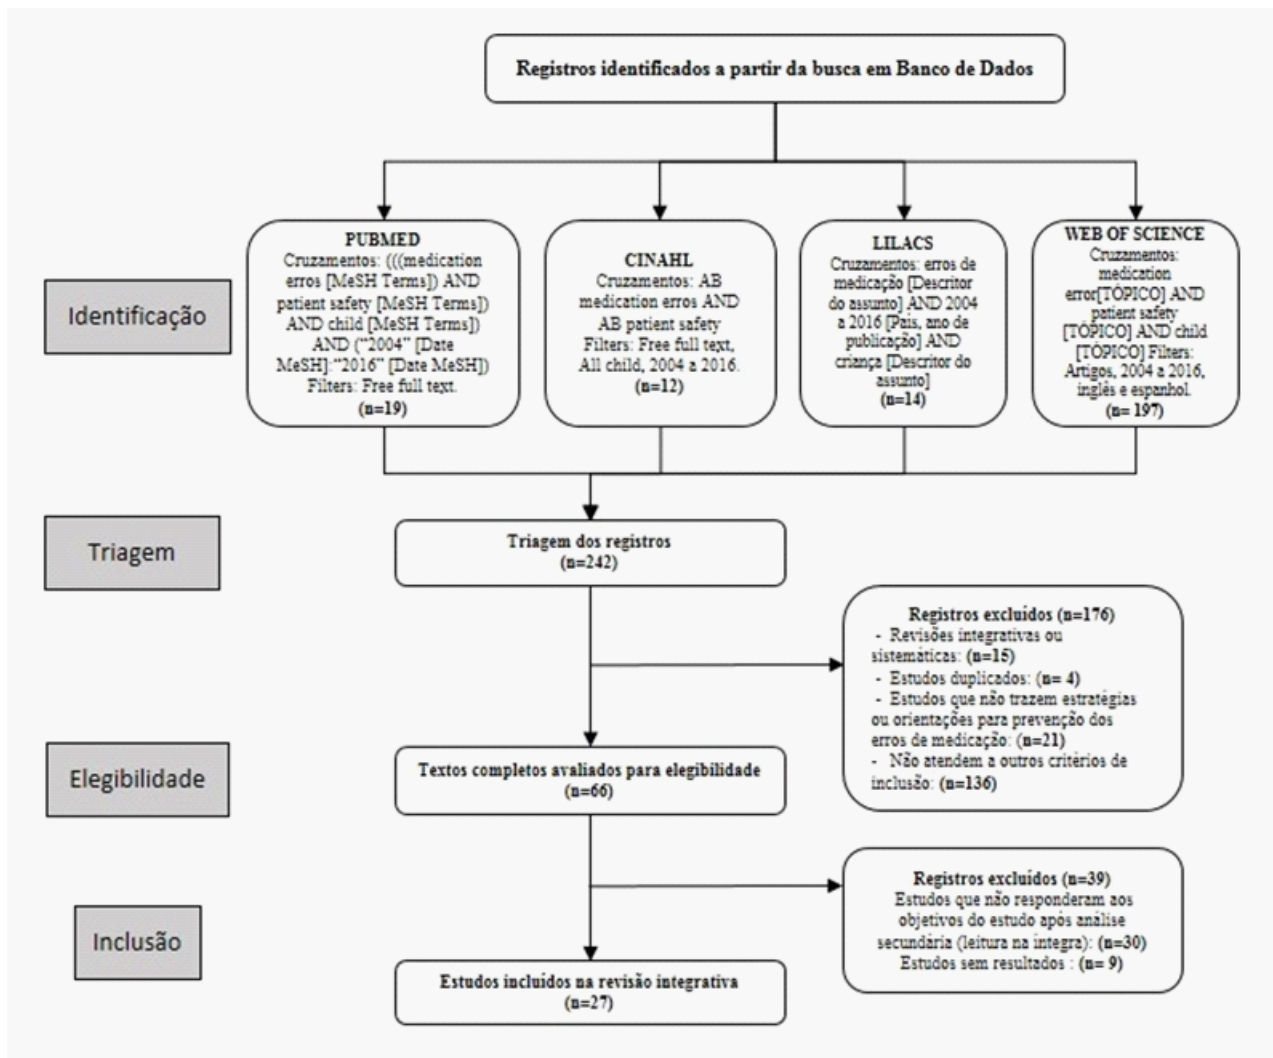 Registros identificados a partir da busca em Banco de Dados
Identificação
PUBMED
Cruzamentos: (((medication
erros [MeSH Terms]) AND
patient safety [MeSH Terms])
AND child [MeSH Terms])
AND (“2004” [Date
MeSH]:“2016” [Date MeSH])
Filters: Free full text.
(n=19)
CINAHL
Cruzamentos: AB
medication erros AND
AB patient safety
Filters: Free full text,
All child, 2004 a 2016.
(n=12)
LILACS
Cruzamentos: erros de
medicação [Descritor
do assunto] AND 2004
a 2016 [País, ano de
publicação] AND
criança [Descritor do
assunto]
(n=14)
WEB OF SCIENCE
Cruzamentos:
medication
error[TÓPICO] AND
patient safety
[TÓPICO] AND child
[TÓPICO] Filters:
Artigos, 2004 a 2016,
inglês e espanhol.
(n= 197)
Triagem
Triagem dos registros
(n=242)
Registros excluídos (n=176)
- Revisões integrativas ou
sistemáticas: (n=15)
- Estudos duplicados: (n= 4)
- Estudos que não trazem estratégias
ou orientações para prevenção dos
erros de medicação: (n=21)
- Não atendem a outros critérios de
inclusão: (n=136)
Elegibilidade
Textos completos avaliados para elegibilidade
(n=66)
Registros excluídos (n=39)
Estudos que não responderam aos
objetivos do estudo após análise
secundária (leitura na íntegra): (n=30)
Estudos sem resultados : (n= 9)
Inclusão
Estudos incluídos na revisão integrativa
(n=27)